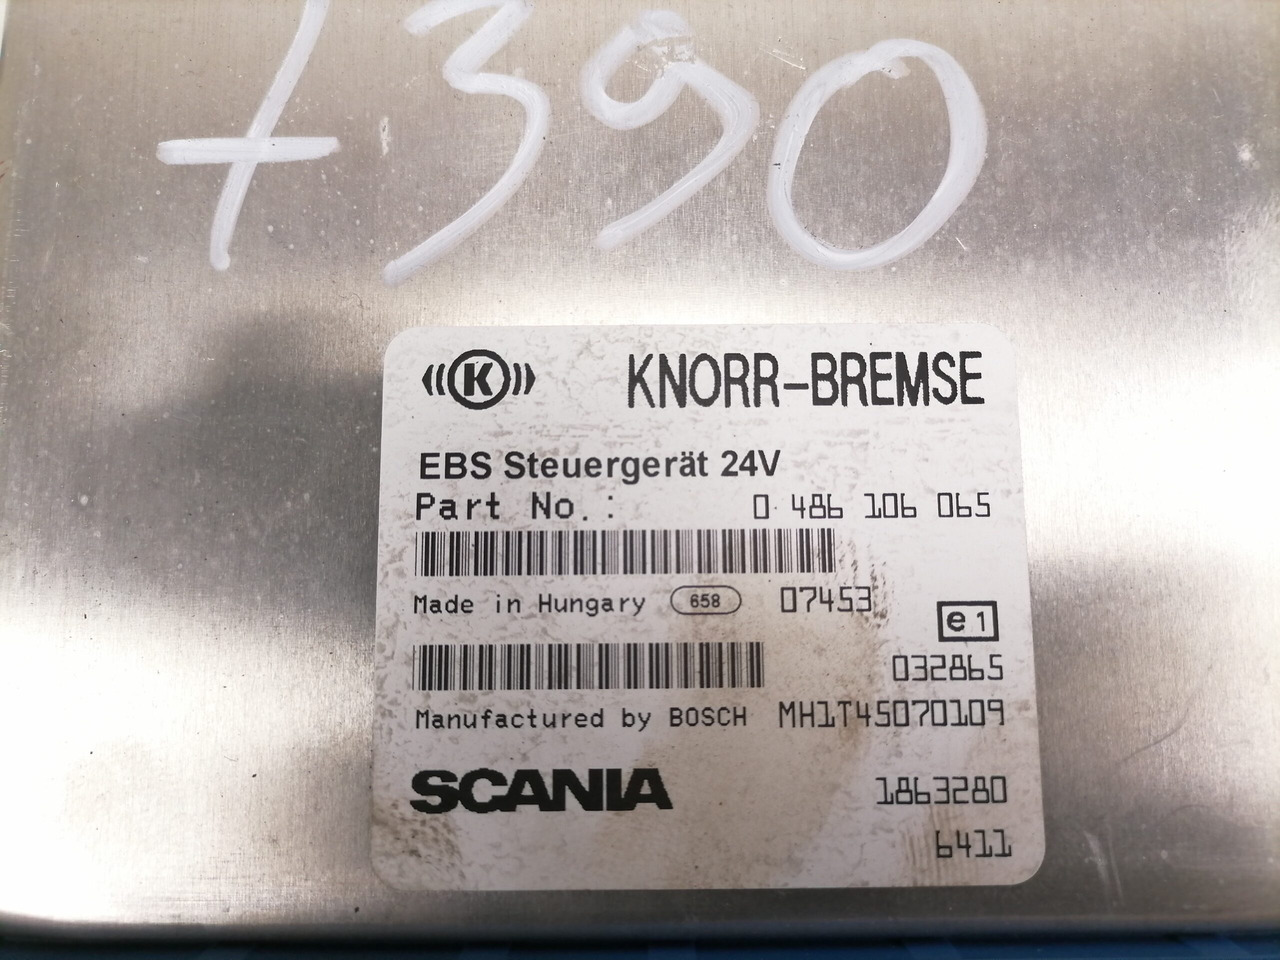 7390
K KNORR-BREMSE
EBS Steuergerät 24V
Part No.: 0 486 106 065
Made in Hungary 658 07453
e1
032865
Manufactured by BOSCH MH1T45070109
SCANIA 1863280
6411